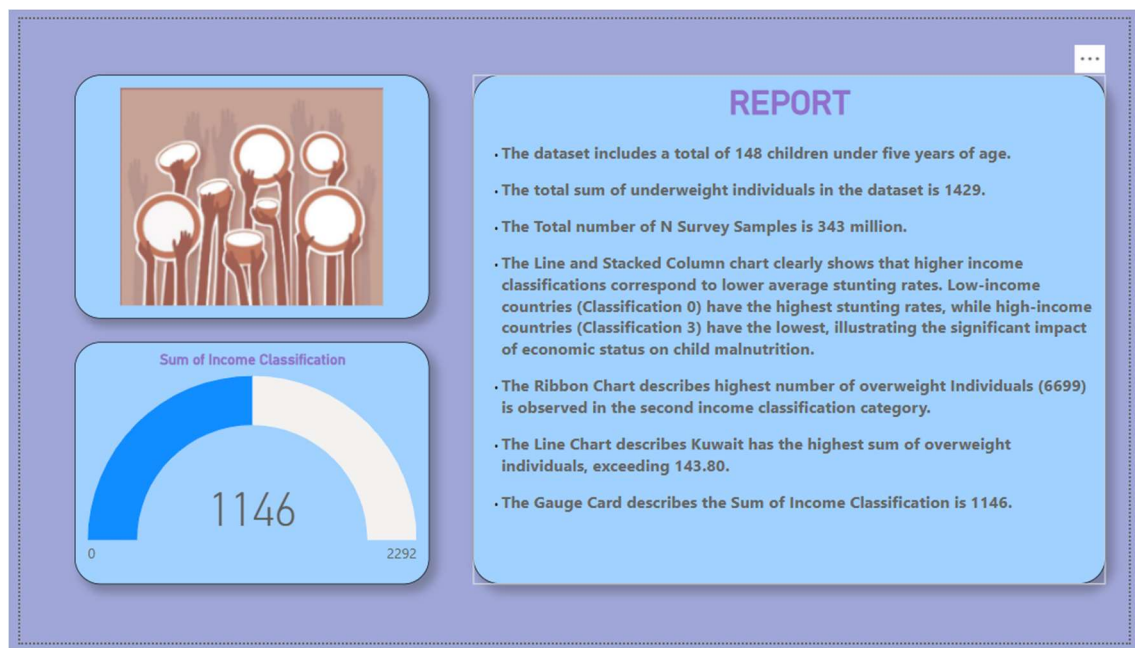 REPORT
· The dataset includes a total of 148 children under five years of age.
· The total sum of underweight individuals in the dataset is 1429.
· The Total number of N Survey Samples is 343 million.
· The Line and Stacked Column chart clearly shows that higher income
classifications correspond to lower average stunting rates. Low-income
countries (Classification 0) have the highest stunting rates, while high-income
countries (Classification 3) have the lowest, illustrating the significant impact
of economic status on child malnutrition.
· The Ribbon Chart describes highest number of overweight Individuals (6699)
is observed in the second income classification category.
· The Line Chart describes Kuwait has the highest sum of overweight
individuals, exceeding 143.80.
· The Gauge Card describes the Sum of Income Classification is 1146.
Sum of Income Classification
1146
0
2292